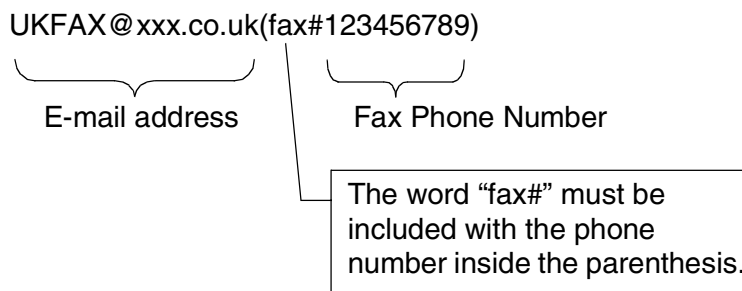 UKFAX@xxx.co.uk(fax#123456789)
E-mail address
Fax Phone Number
The word “fax#” must be
included with the phone
number inside the parenthesis.